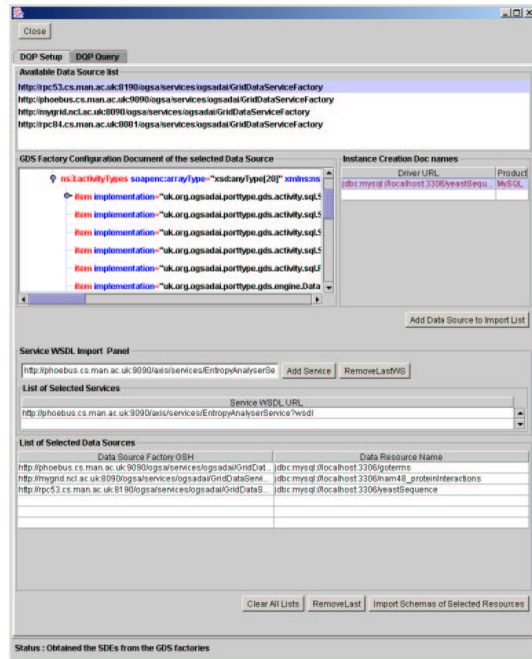 Close
DQP Setup DQP Query
Available Data Source list
http://rpc53.cs.man.ac.uk:8190/ogsa/services/ogsadai/GridDataServiceFactory
http://phoebus.cs.man.ac.uk:9090/ogsa/services/ogsadai/GridDataServiceFactory
http://mygrid.ncl.ac.uk:8090/ogsa/services/ogsadai/GridDataServiceFactory
http://rpc84.cs.man.ac.uk:8081/ogsa/services/ogsadai/GridDataServiceFactory
GDS Factory Configuration Document of the selected Data Source
ns3:activityTypes soapenc:arrayType="xsd:anyType[20]" xmlns:ns
item implementation="uk.org.ogsadai.porttype.gds.activity.sql.S
item implementation="uk.org.ogsadai.porttype.gds.activity.sql.S
item implementation="uk.org.ogsadai.porttype.gds.activity.sql.S
item implementation="uk.org.ogsadai.porttype.gds.activity.sql.S
item implementation="uk.org.ogsadai.porttype.gds.activity.sql.F
item implementation="uk.org.ogsadai.porttype.gds.engine.Data
Instance Creation Doc names
Driver URL Product
jdbc:mysql://localhost:3306/yeastSequ... MySQL
Add Data Source to Import List
Service WSDL Import Panel
http://phoebus.cs.man.ac.uk:9090/axis/services/EntropyAnalyserSe Add Service RemoveLastWS
List of Selected Services
Service WSDL URL
http://phoebus.cs.man.ac.uk:9090/axis/services/EntropyAnalyserService?wsdl
List of Selected Data Sources
Data Source Factory GSH Data Resource Name
http://phoebus.cs.man.ac.uk:9090/ogsa/services/ogsadai/GridDat... jdbc:mysql://localhost:3306/goterms
http://mygrid.ncl.ac.uk:8090/ogsa/services/ogsadai/GridDataServi... jdbc:mysql://localhost:3306/nam48_proteinInteractions
http://rpc53.cs.man.ac.uk:8190/ogsa/services/ogsadai/GridDataS... jdbc:mysql://localhost:3306/yeastSequence
Clear All Lists RemoveLast Import Schemas of Selected Resources
Status : Obtained the SDEs from the GDS factories